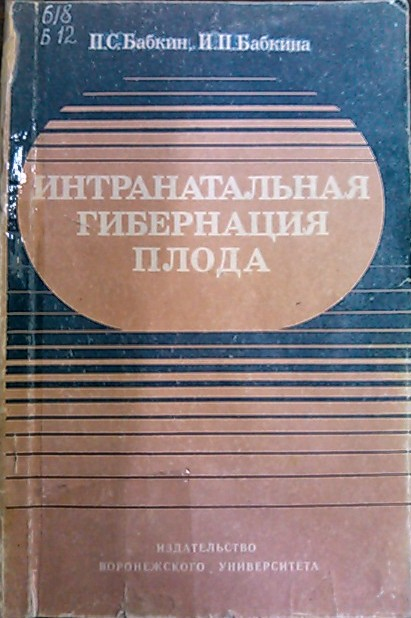 618
Б 12
П.С.Бабкин, И.П.Бабкина
ИНТРАНАТАЛЬНАЯ
ГИБЕРНАЦИЯ
ПЛОДА
ИЗДАТЕЛЬСТВО
ВОРОНЕЖСКОГО УНИВЕРСИТЕТА